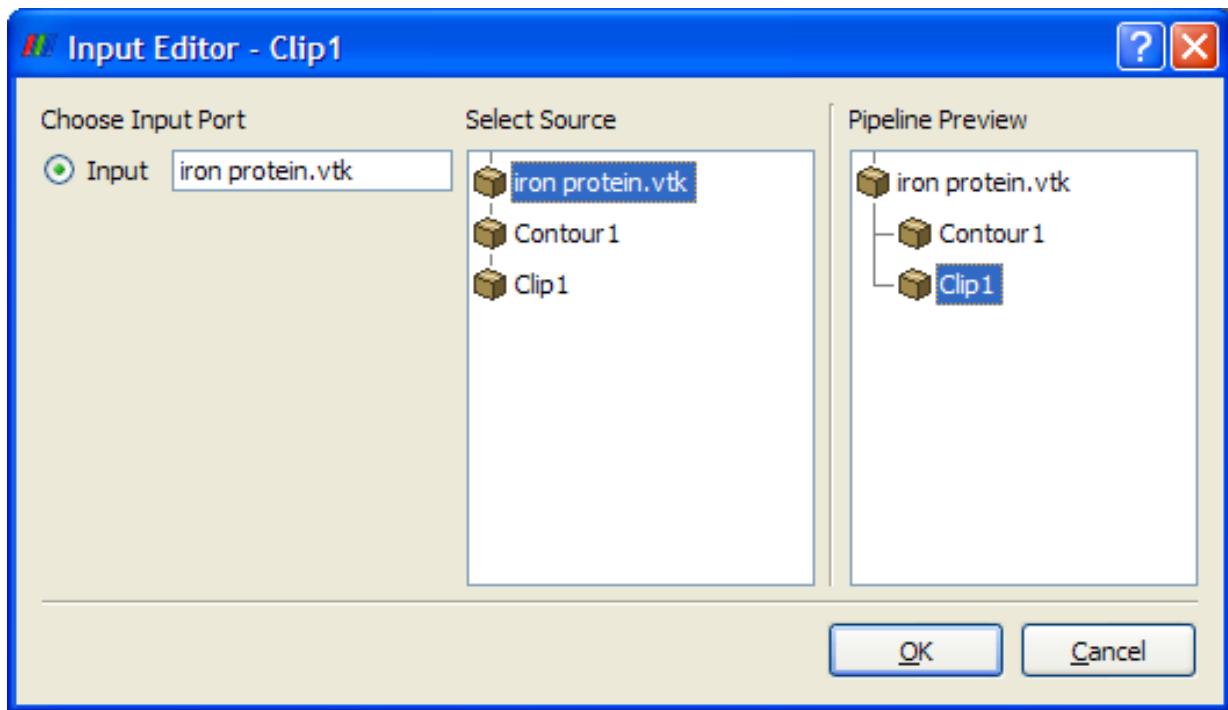 Input Editor - Clip1
Choose Input Port
Input iron protein.vtk
Select Source
iron protein.vtk
Contour1
Clip1
Pipeline Preview
iron protein.vtk
Contour1
Clip1
OK
Cancel